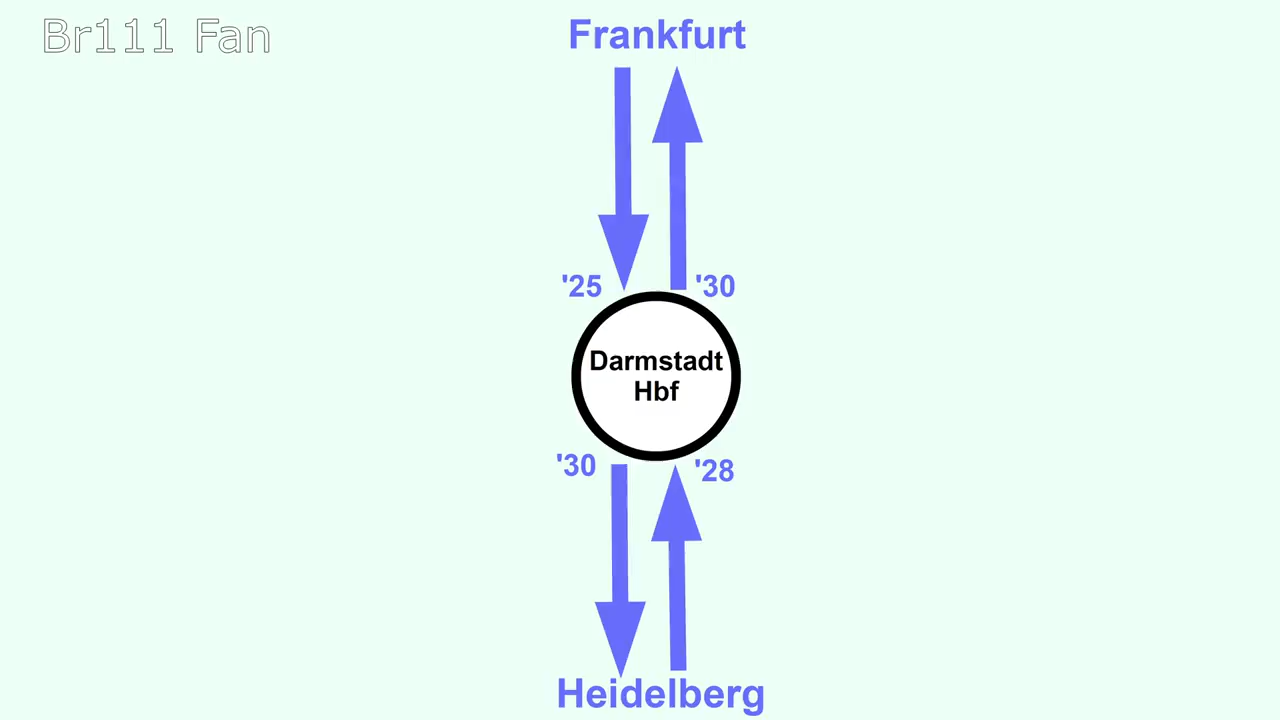 Br111 Fan
Frankfurt
'25
'30
Darmstadt
Hbf
'30
'28
Heidelberg